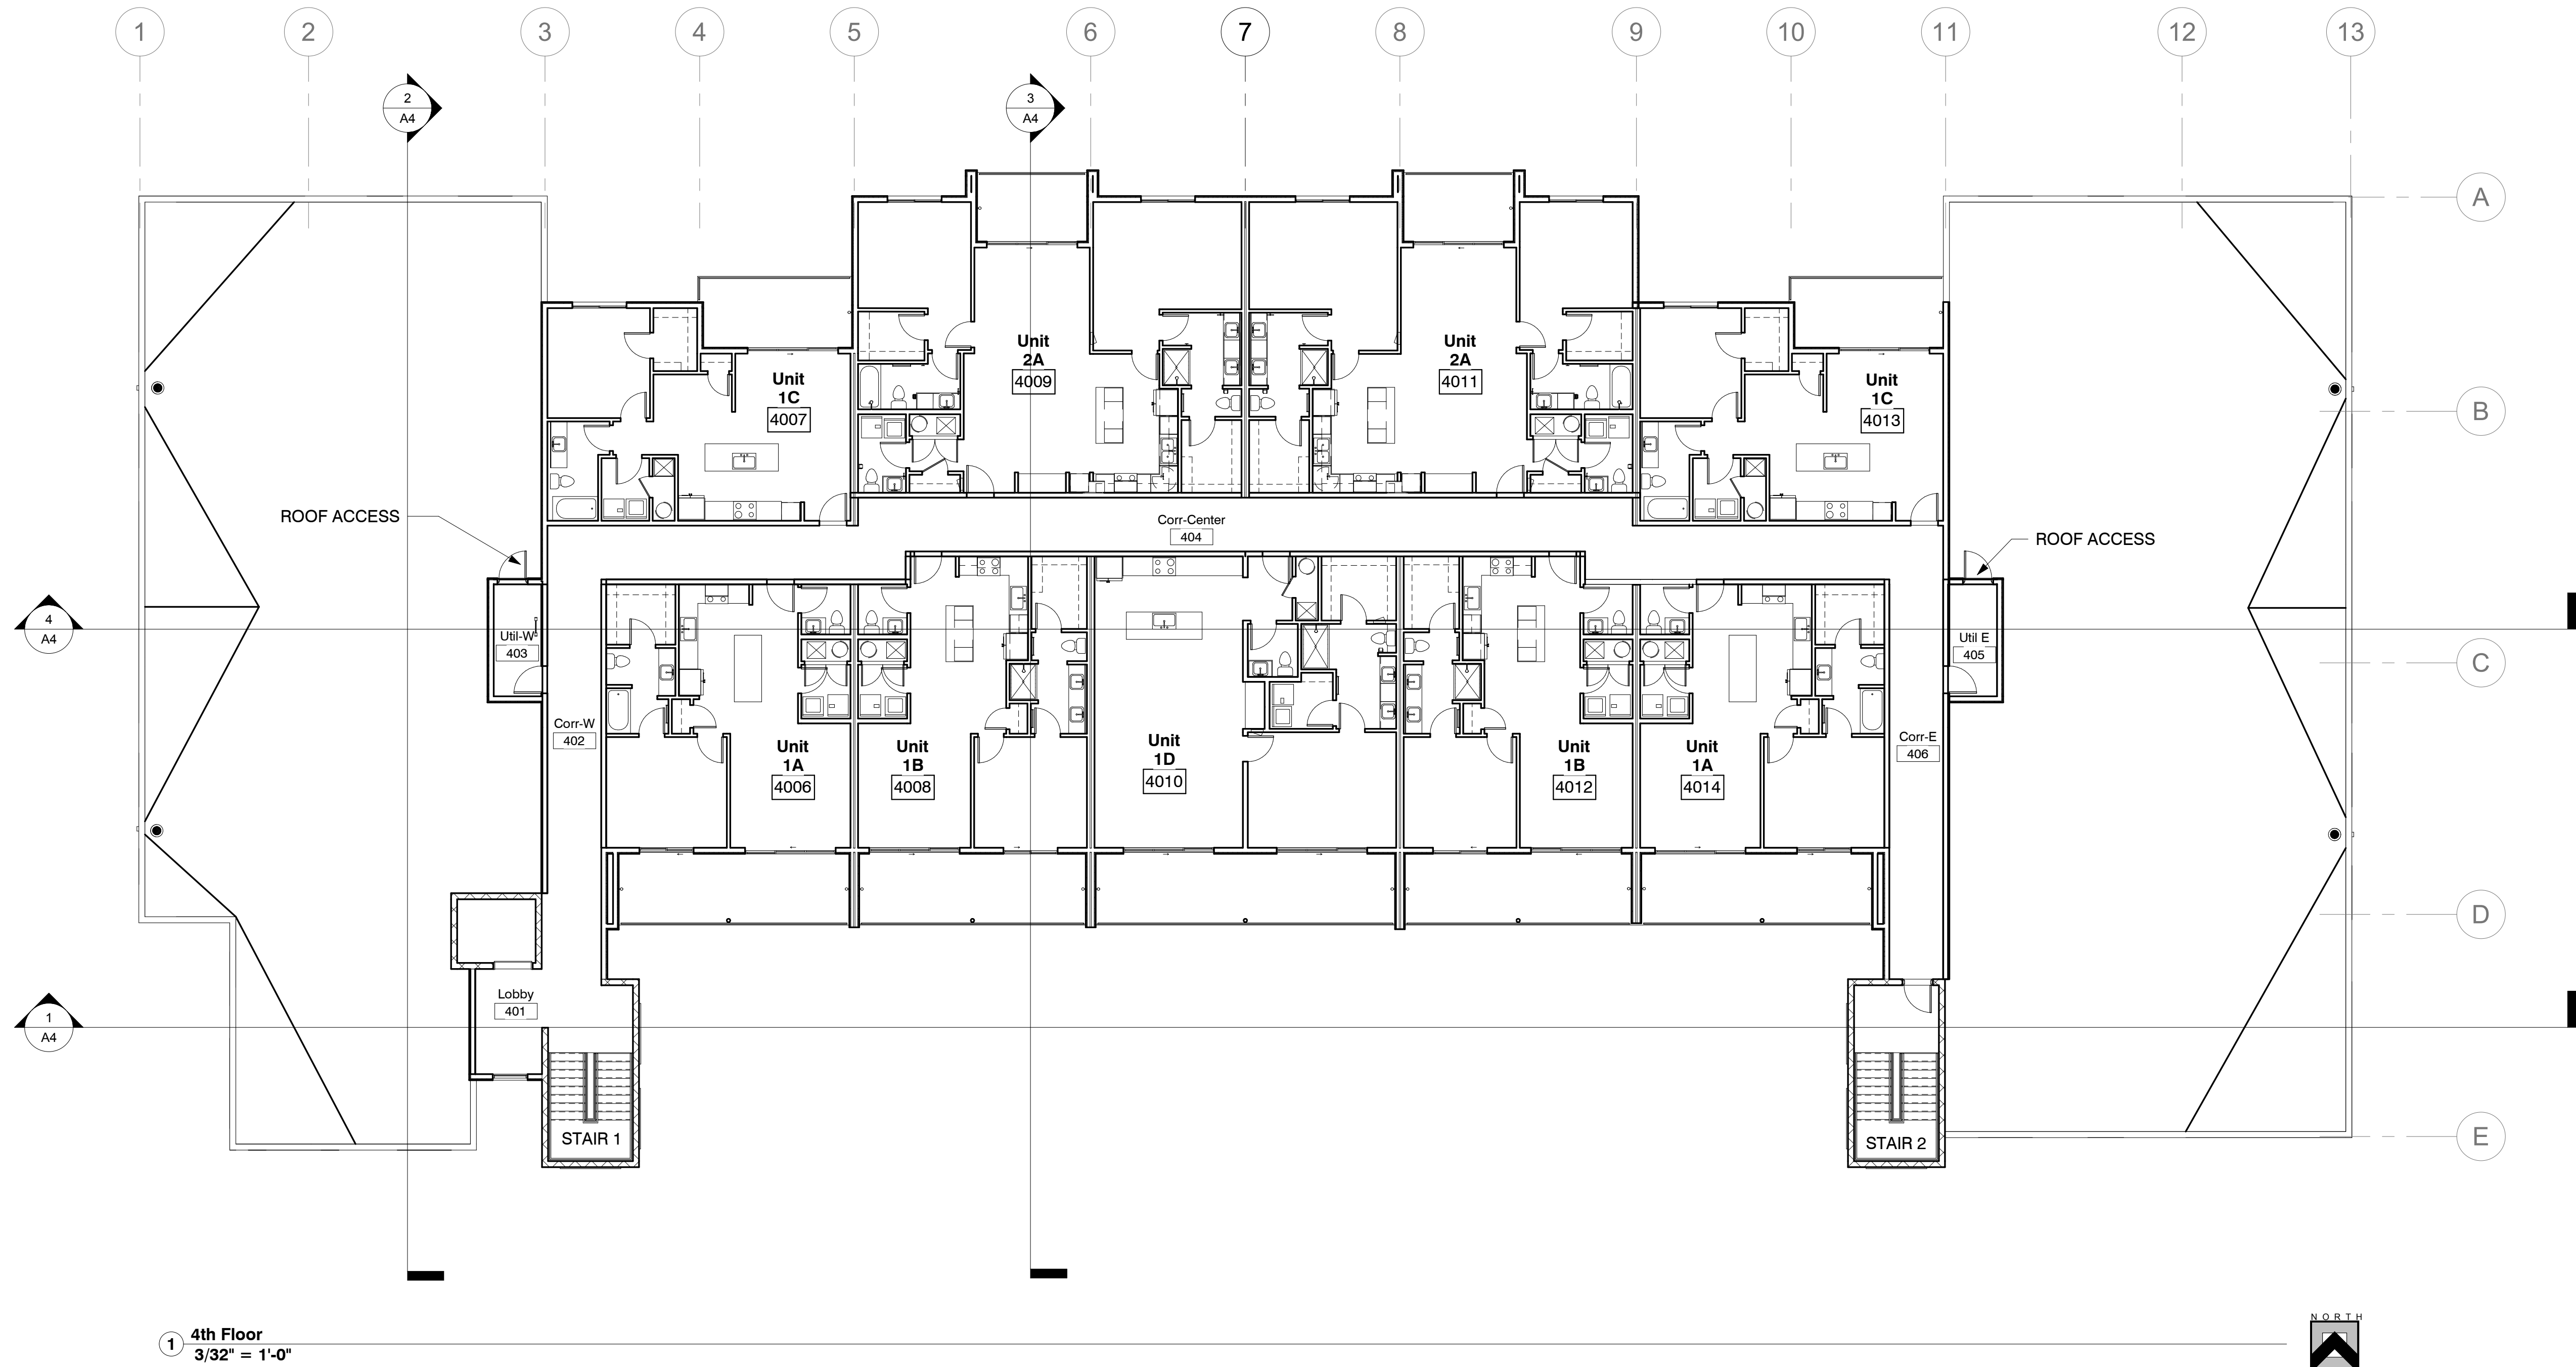 1 2 3 4 5 6 7 8 9 10 11 12 13
2
A4
3
A4
A
Unit
2A
4009
Unit
2A
4011
Unit
1C
4007
Unit
1C
4013
B
ROOF ACCESS
Corr-Center
404
ROOF ACCESS
4
A4
Util-W
403
Util E
405
C
Corr-W
402
Corr-E
406
Unit
1A
4006
Unit
1B
4008
Unit
1D
4010
Unit
1B
4012
Unit
1A
4014
D
Lobby
401
1
A4
STAIR 1
STAIR 2
E
NORTH
1 4th Floor
3/32" = 1'-0"